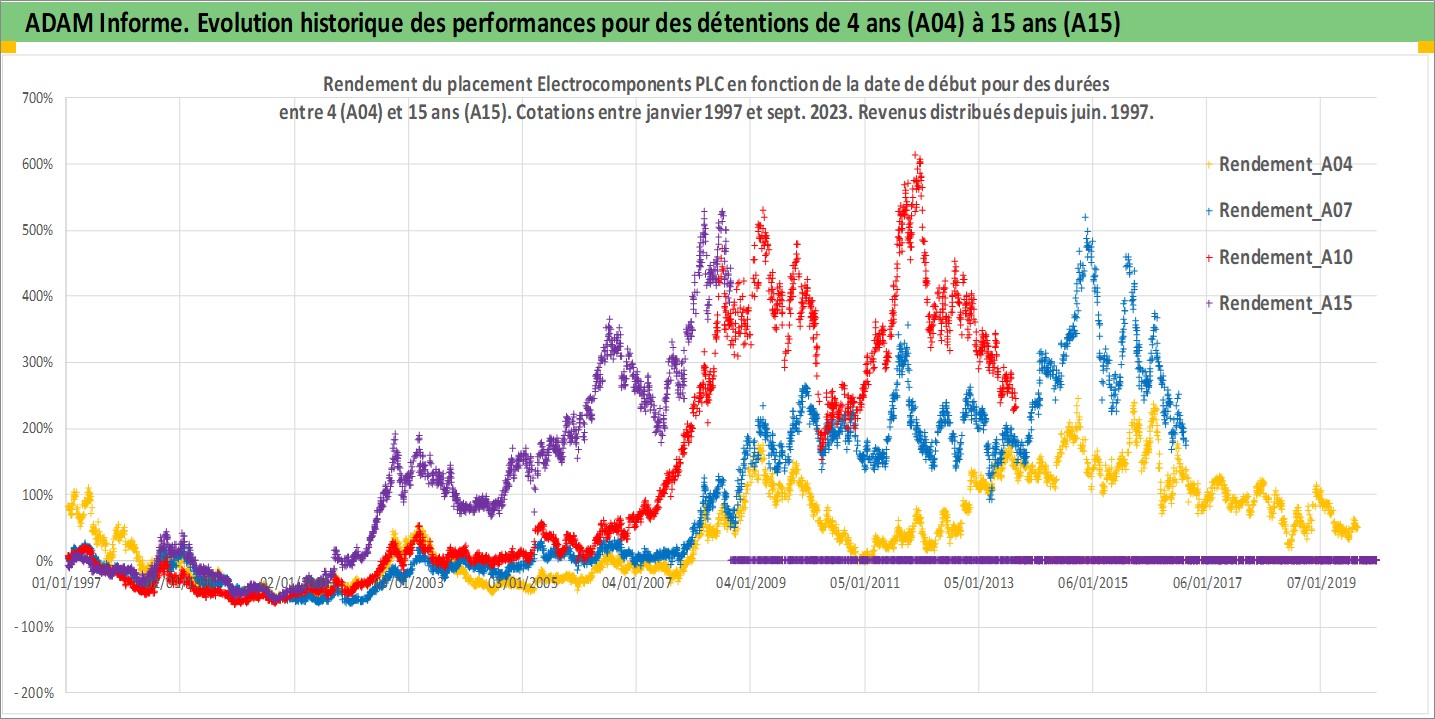 ADAM Informe. Evolution historique des performances pour des détentions de 4 ans (A04) à 15 ans (A15)
Rendement du placement Electrocomponents PLC en fonction de la date de début pour des durées
entre 4 (A04) et 15 ans (A15). Cotations entre janvier 1997 et sept. 2023. Revenus distribués depuis juin. 1997.
700%
600%
500%
400%
300%
200%
100%
0%
-100%
-200%
Rendement_A04
Rendement_A07
Rendement_A10
Rendement_A15
01/01/1997
04/01/2007
04/01/2009
05/01/2011
05/01/2013
06/01/2015
06/01/2017
07/01/2019